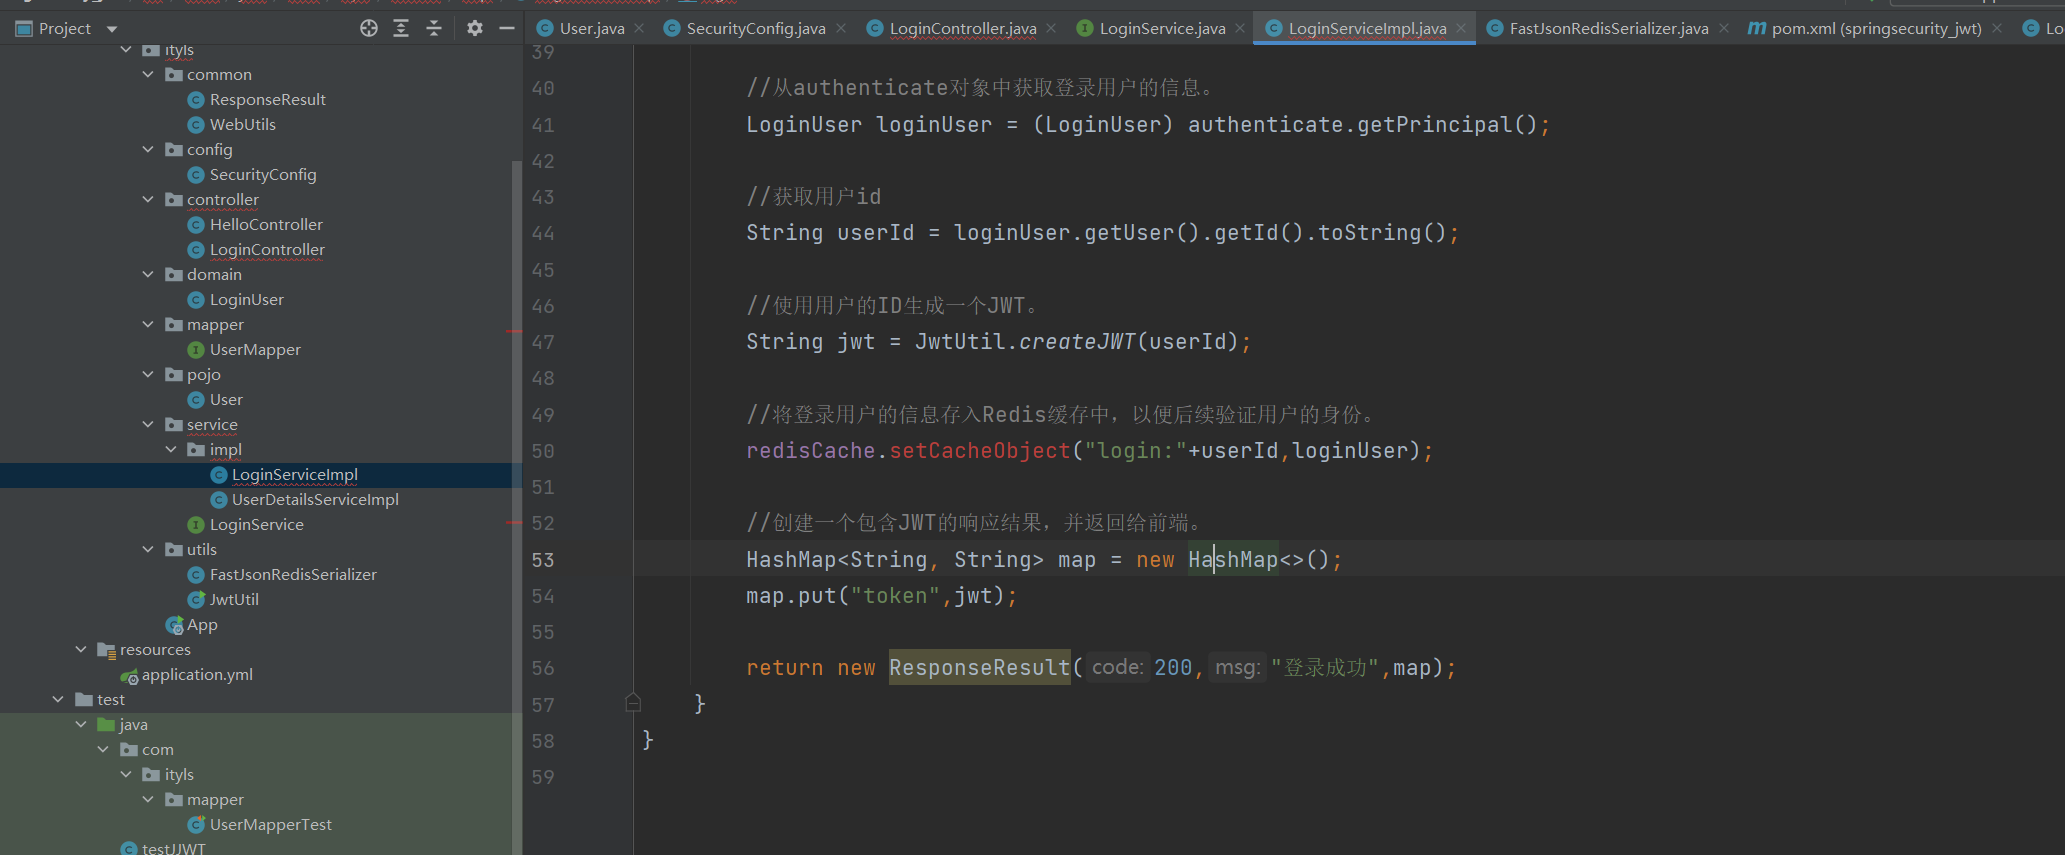 Project
User.java
SecurityConfig.java
LoginController.java
LoginService.java
LoginServiceImpl.java
FastJsonRedisSerializer.java
pom.xml (springsecurity_jwt)
Lo
ityls
common
ResponseResult
WebUtils
config
SecurityConfig
controller
HelloController
LoginController
domain
LoginUser
mapper
UserMapper
pojo
User
service
impl
LoginServiceImpl
UserDetailsServiceImpl
LoginService
utils
FastJsonRedisSerializer
JwtUtil
App
resources
application.yml
test
java
com
ityls
mapper
UserMapperTest
testJJWT
39
40 //从authenticate对象中获取登录用户的信息。
41 LoginUser loginUser = (LoginUser) authenticate.getPrincipal();
42
43 //获取用户id
44 String userId = loginUser.getUser().getId().toString();
45
46 //使用用户的ID生成一个JWT。
47 String jwt = JwtUtil.createJWT(userId);
48
49 //将登录用户的信息存入Redis缓存中，以便后续验证用户的身份。
50 redisCache.setCacheObject("login:"+userId,loginUser);
51
52 //创建一个包含JWT的响应结果，并返回给前端。
53 HashMap<String, String> map = new HashMap<>();
54 map.put("token",jwt);
55
56 return new ResponseResult( code: 200, msg: "登录成功",map);
57 }
58 }
59